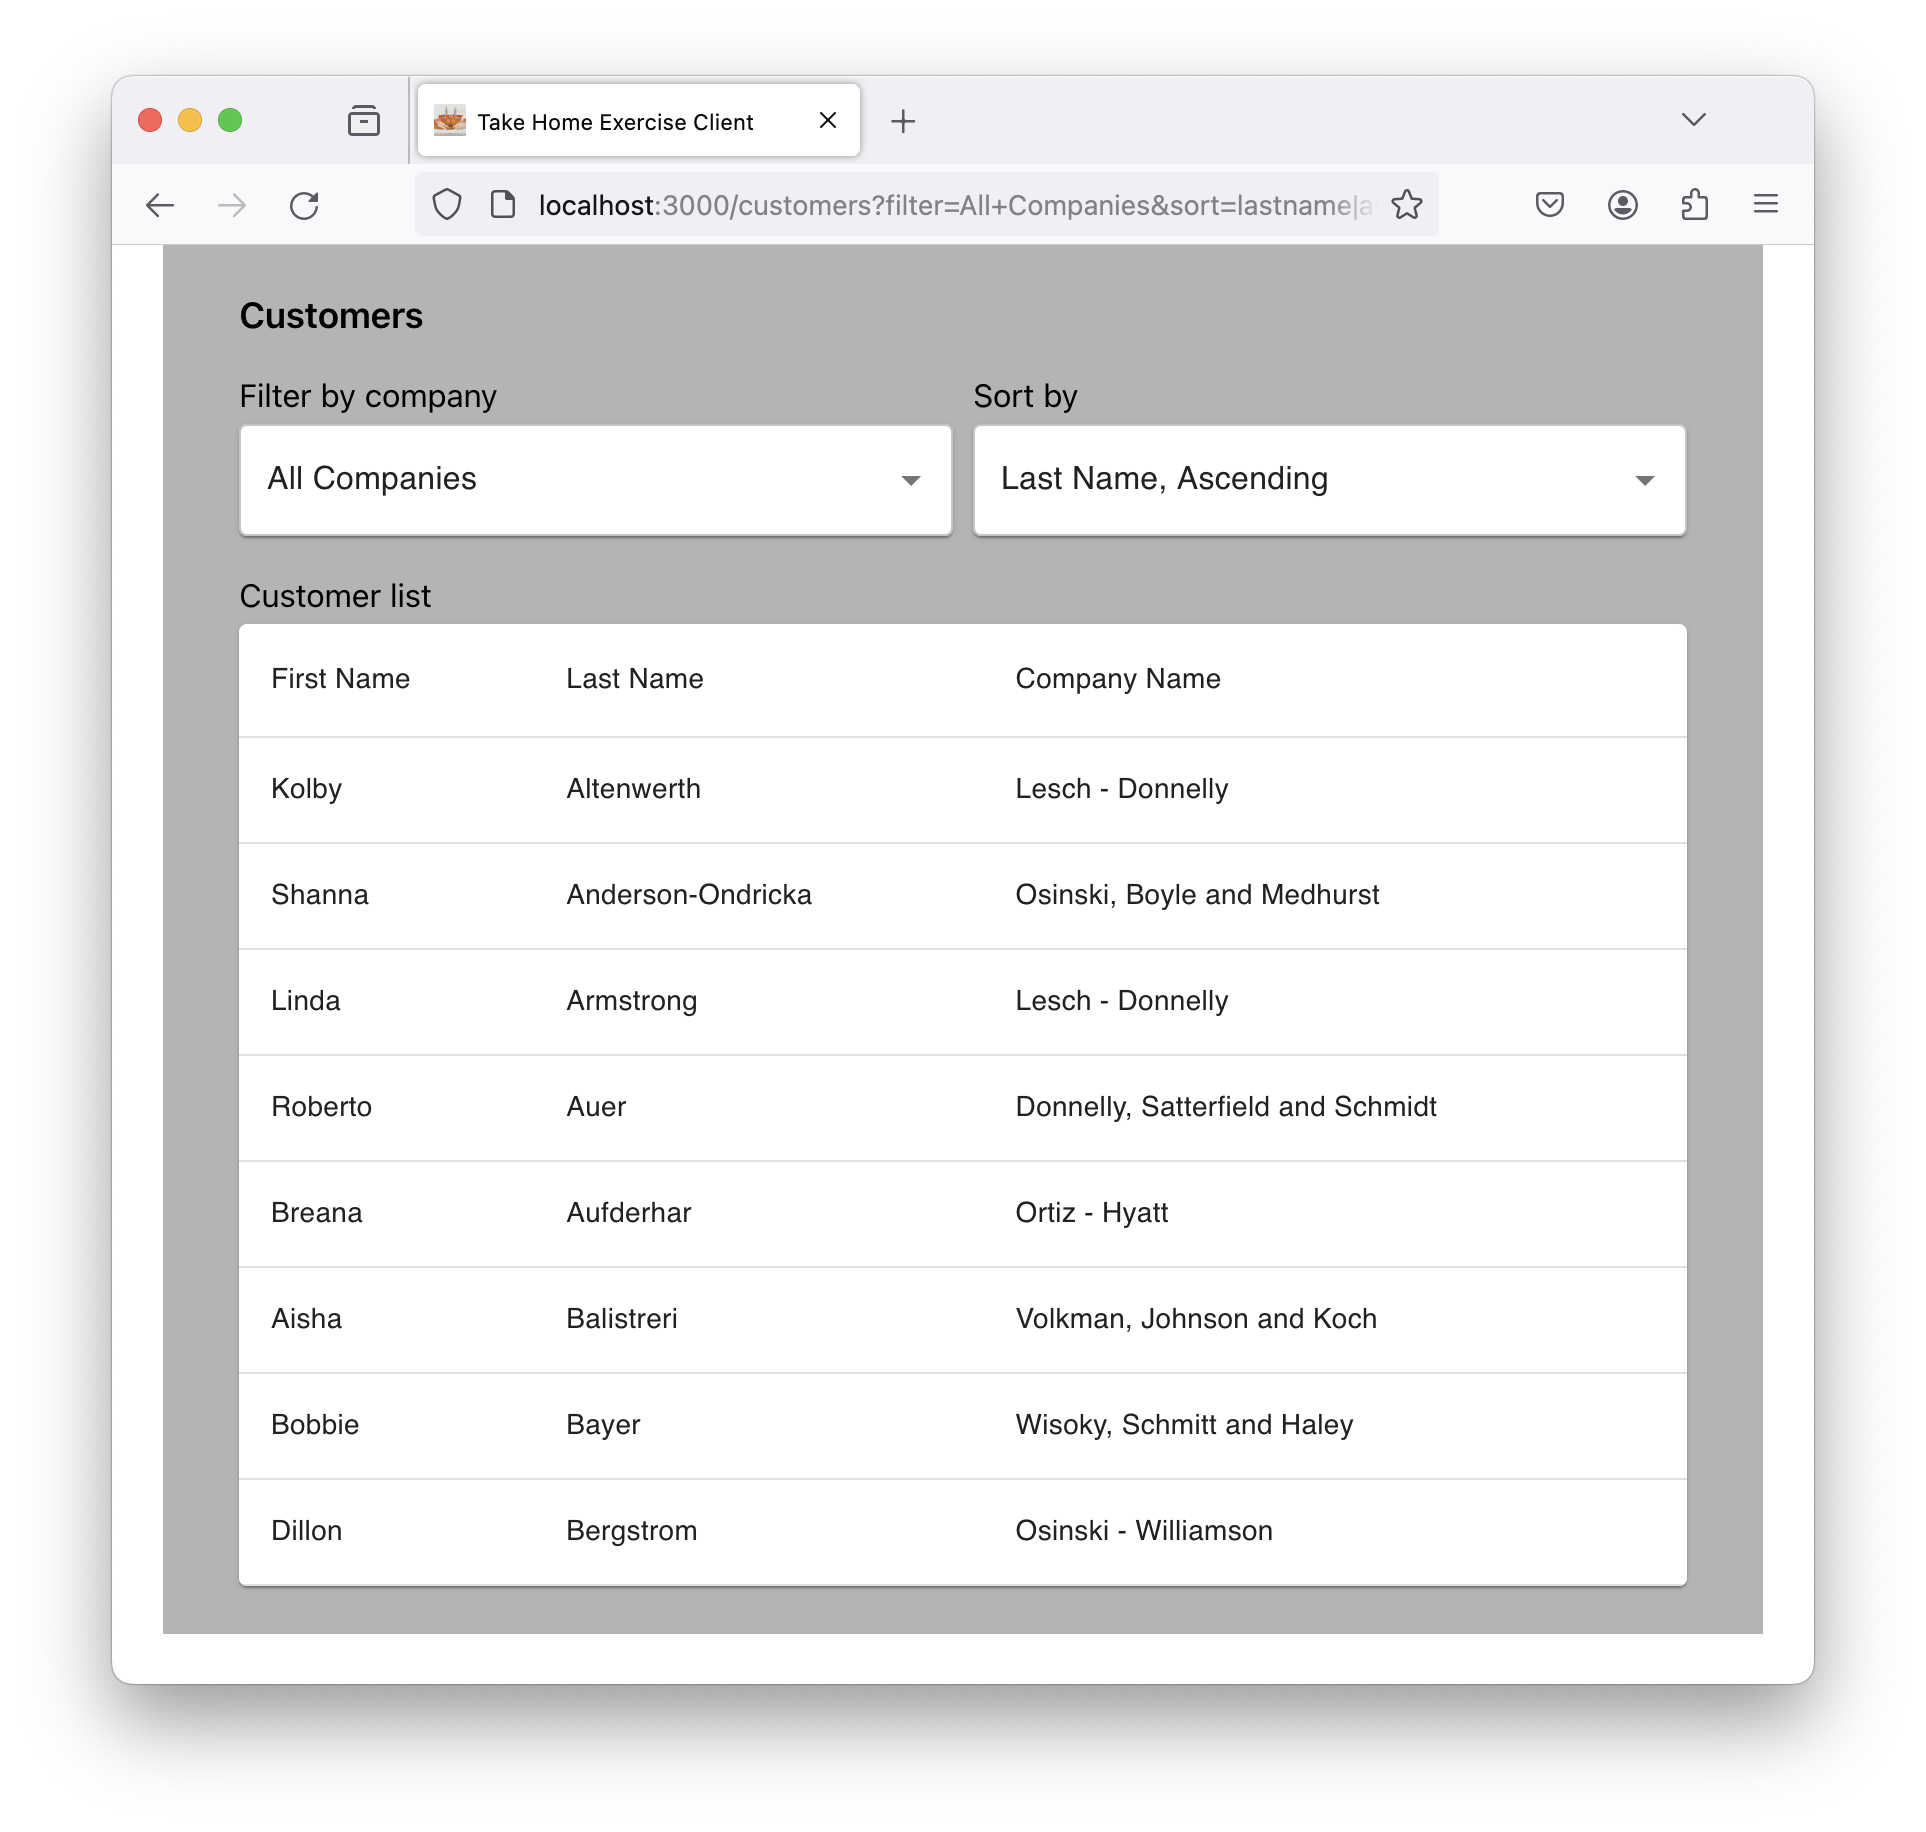 Take Home Exercise Client
localhost:3000/customers?filter=All+Companies&sort=lastname|a
Customers
Filter by company Sort by
All Companies Last Name, Ascending
Customer list
First Name Last Name Company Name
Kolby Altenwerth Lesch - Donnelly
Shanna Anderson-Ondricka Osinski, Boyle and Medhurst
Linda Armstrong Lesch - Donnelly
Roberto Auer Donnelly, Satterfield and Schmidt
Breana Aufderhar Ortiz - Hyatt
Aisha Balistreri Volkman, Johnson and Koch
Bobbie Bayer Wisoky, Schmitt and Haley
Dillon Bergstrom Osinski - Williamson